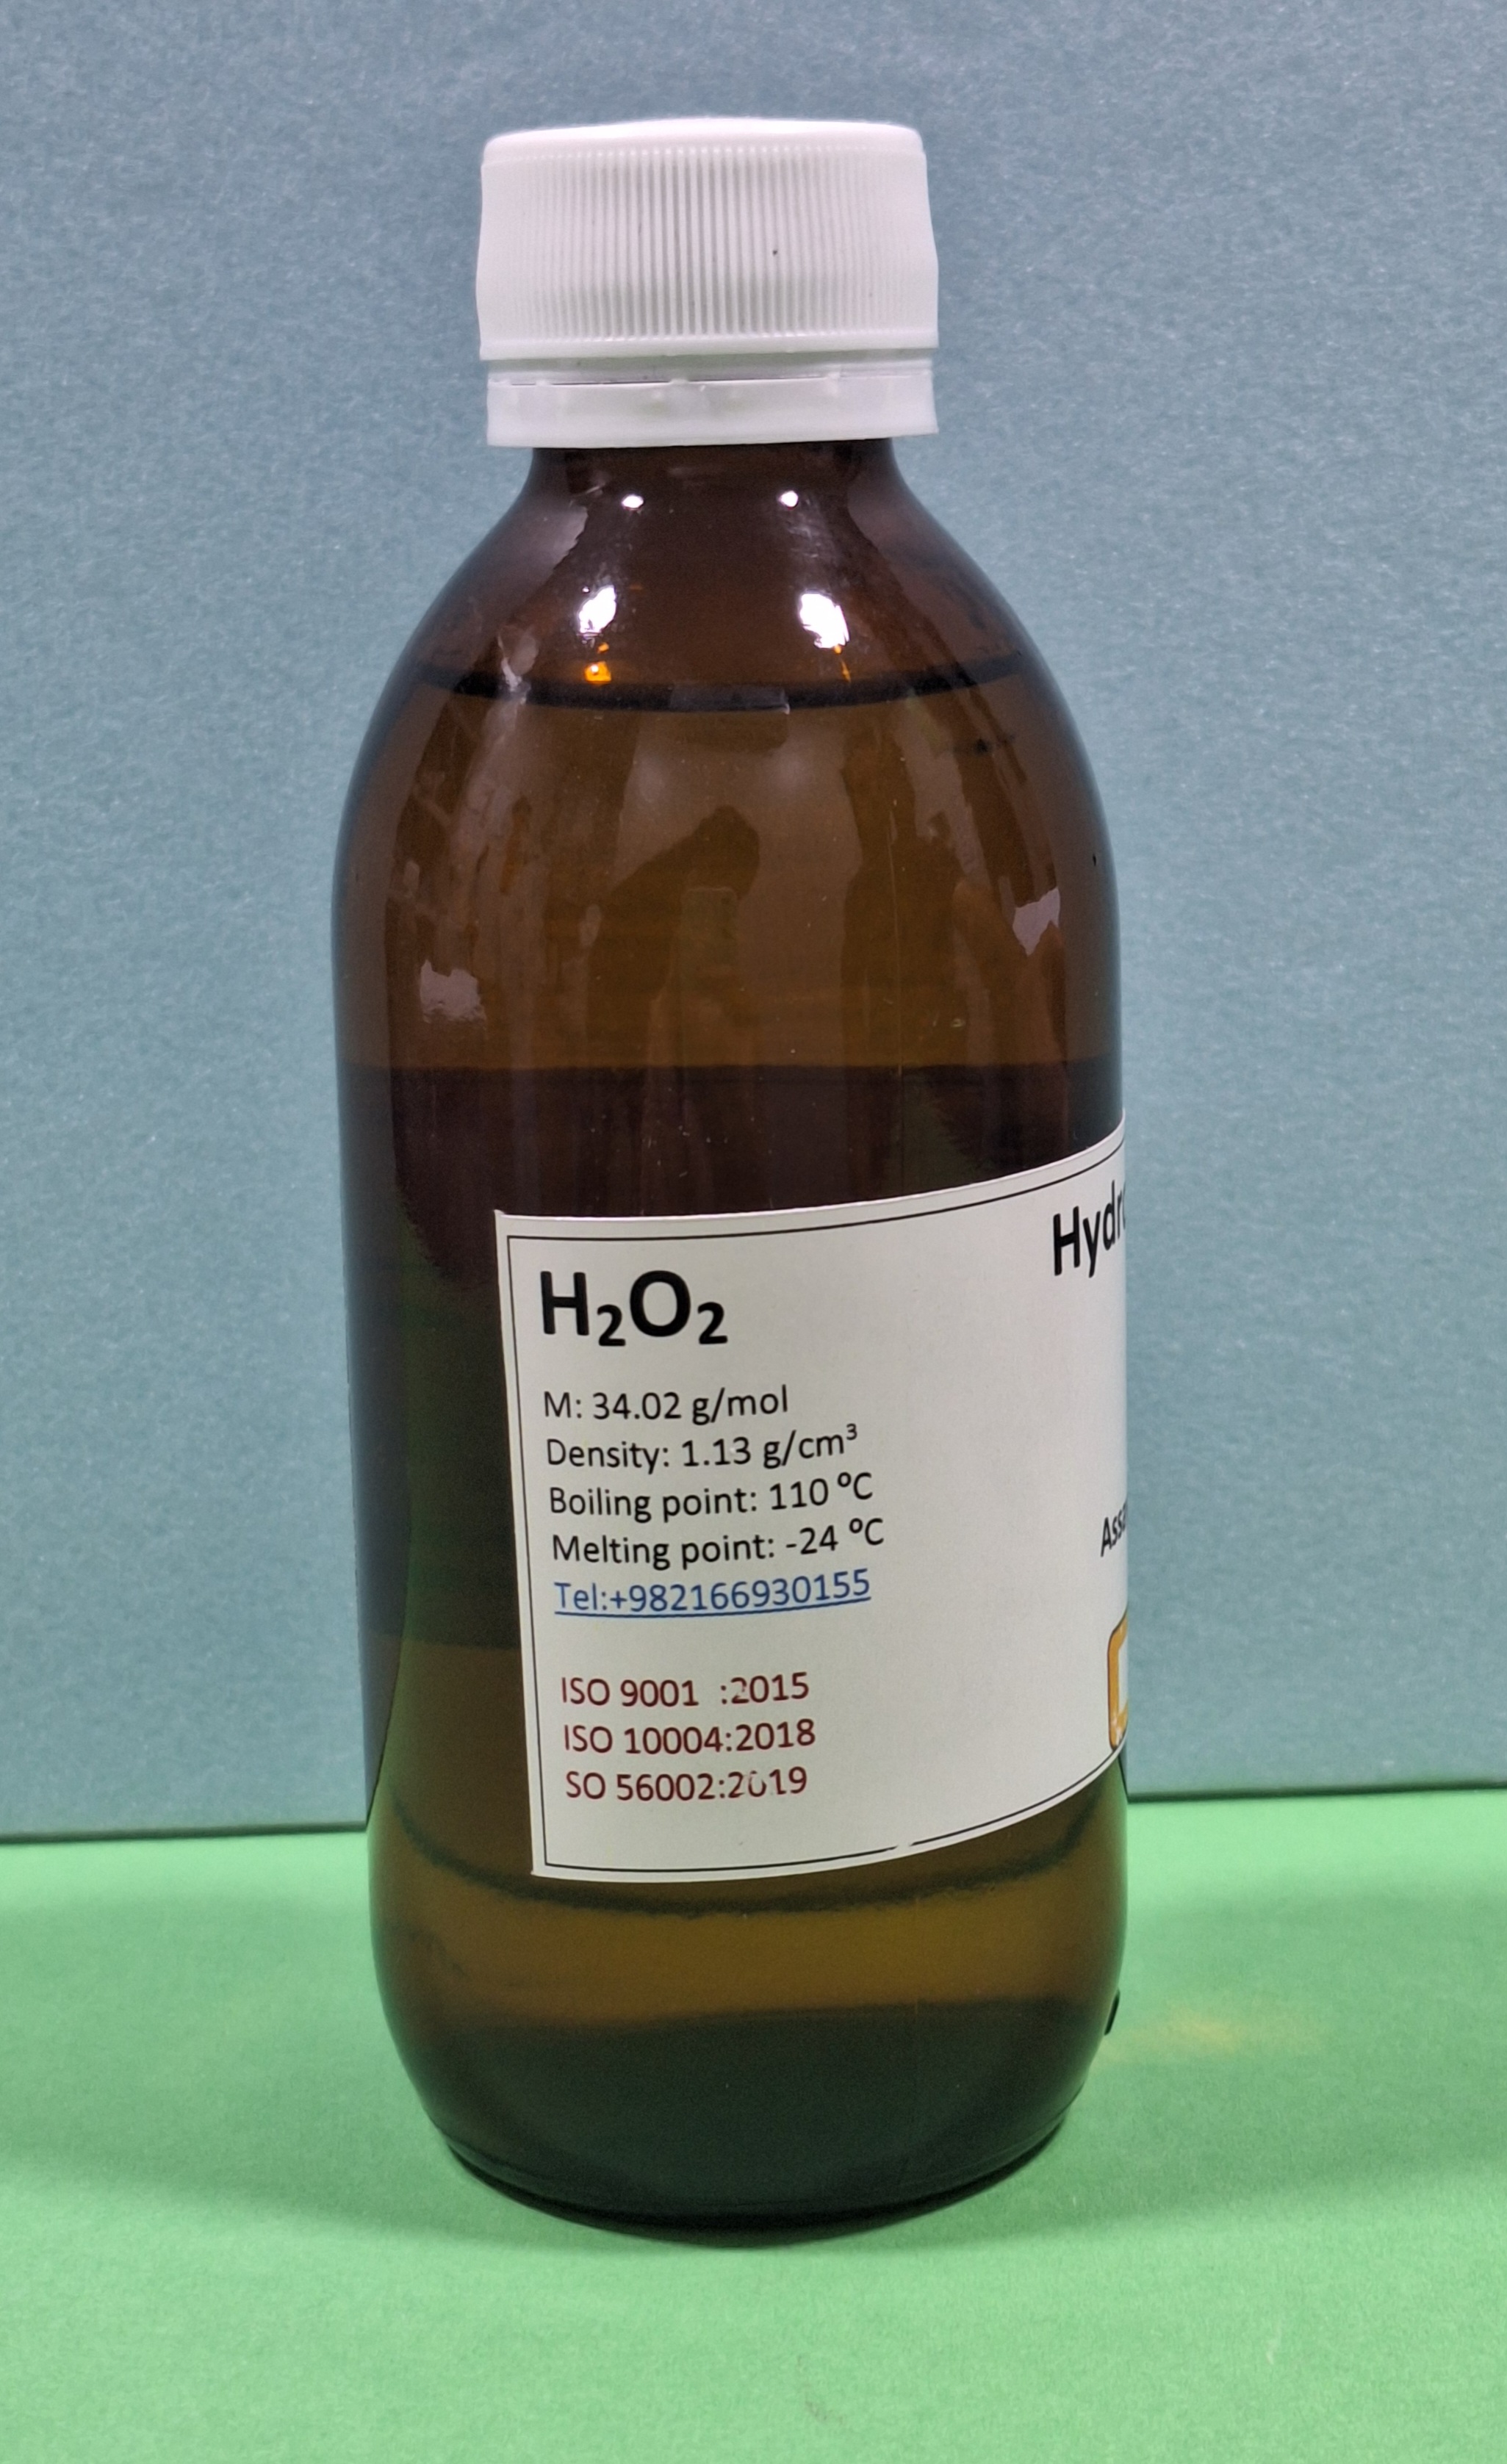 H₂O₂
M: 34.02 g/mol
Density: 1.13 g/cm³
Boiling point: 110 ºC
Melting point: -24 ºC
Tel:+982166930155
ISO 9001 :2015
ISO 10004:2018
SO 56002:2019